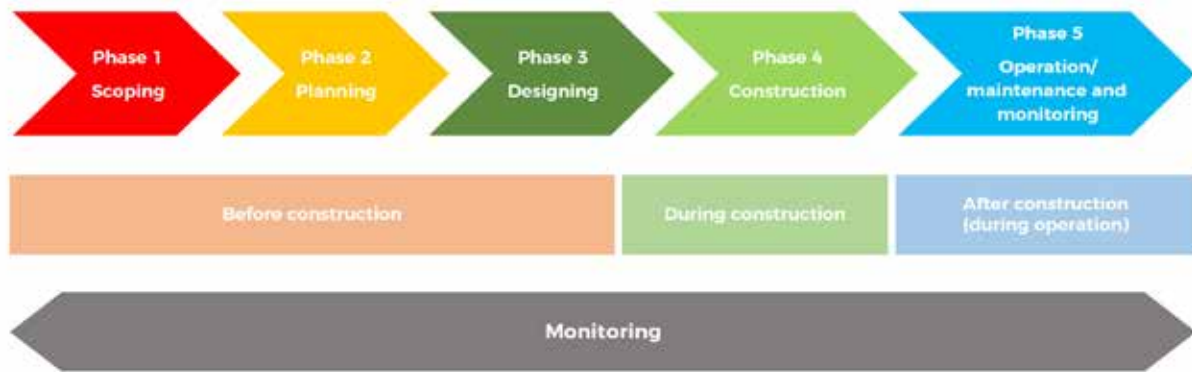 Phase 1
Scoping
Phase 2
Planning
Phase 3
Designing
Phase 4
Construction
Phase 5
Operation/
maintenance and
monitoring
Before construction
During construction
After construction
(during operation)
Monitoring